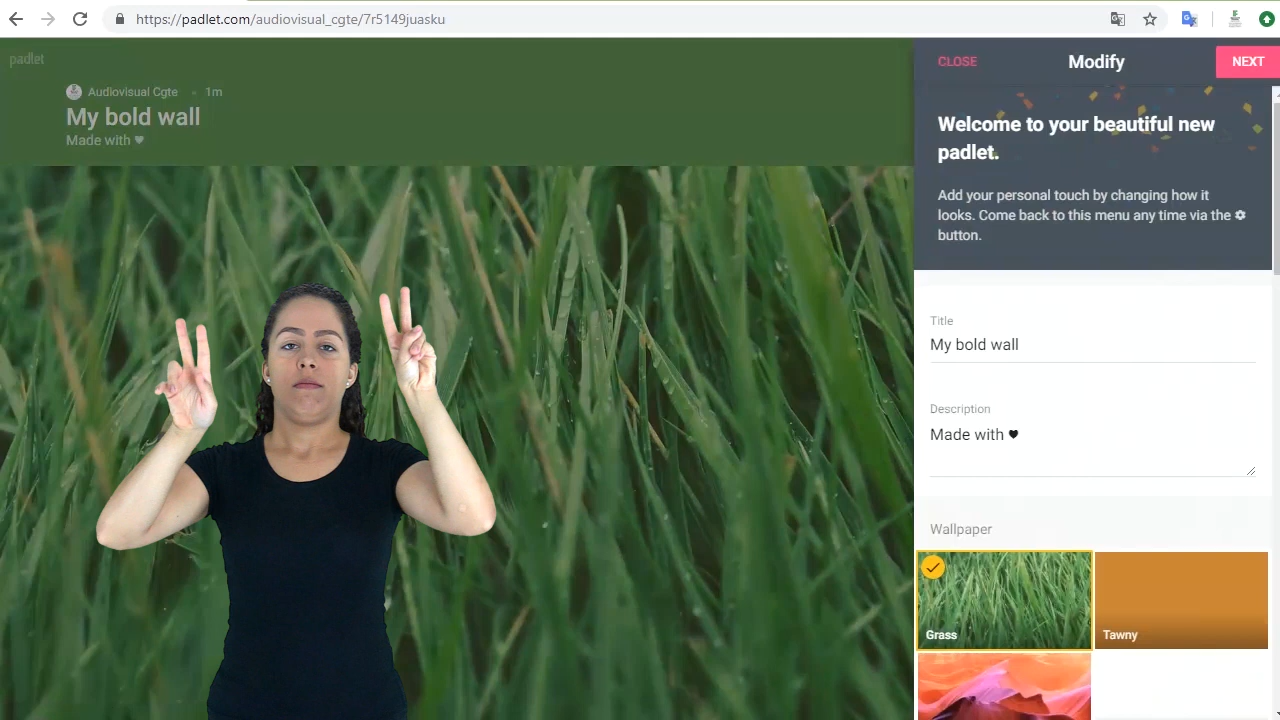 https://padlet.com/audiovisual_cgte/7r5149juasku
padlet
Audiovisual Cgte • 1m
My bold wall
Made with ♥
CLOSE
Modify
NEXT
Welcome to your beautiful new
padlet.
Add your personal touch by changing how it
looks. Come back to this menu any time via the ⚙
button.
Title
My bold wall
Description
Made with ♥
Wallpaper
Grass
Tawny